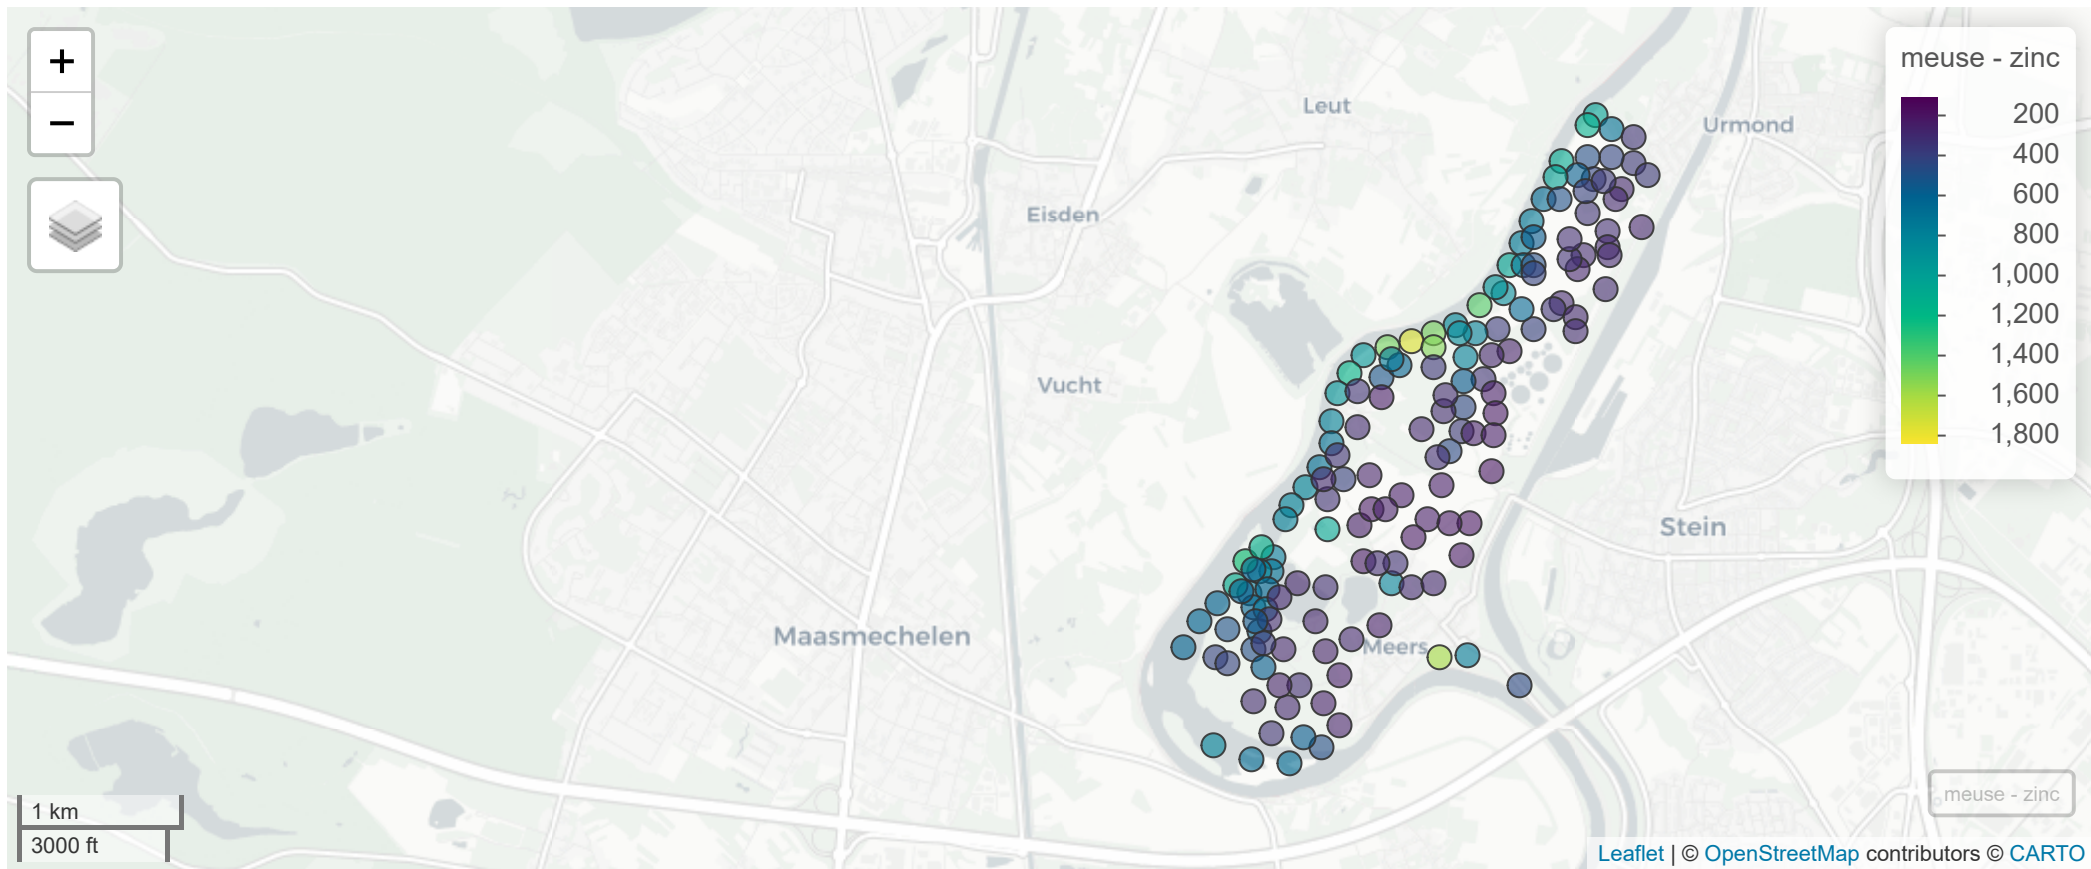 +
−
meuse - zinc
200
400
600
800
1,000
1,200
1,400
1,600
1,800
Leut
Urmond
Eisden
Vucht
Stein
Maasmechelen
Meers
1 km
3000 ft
meuse - zinc
Leaflet | © OpenStreetMap contributors © CARTO